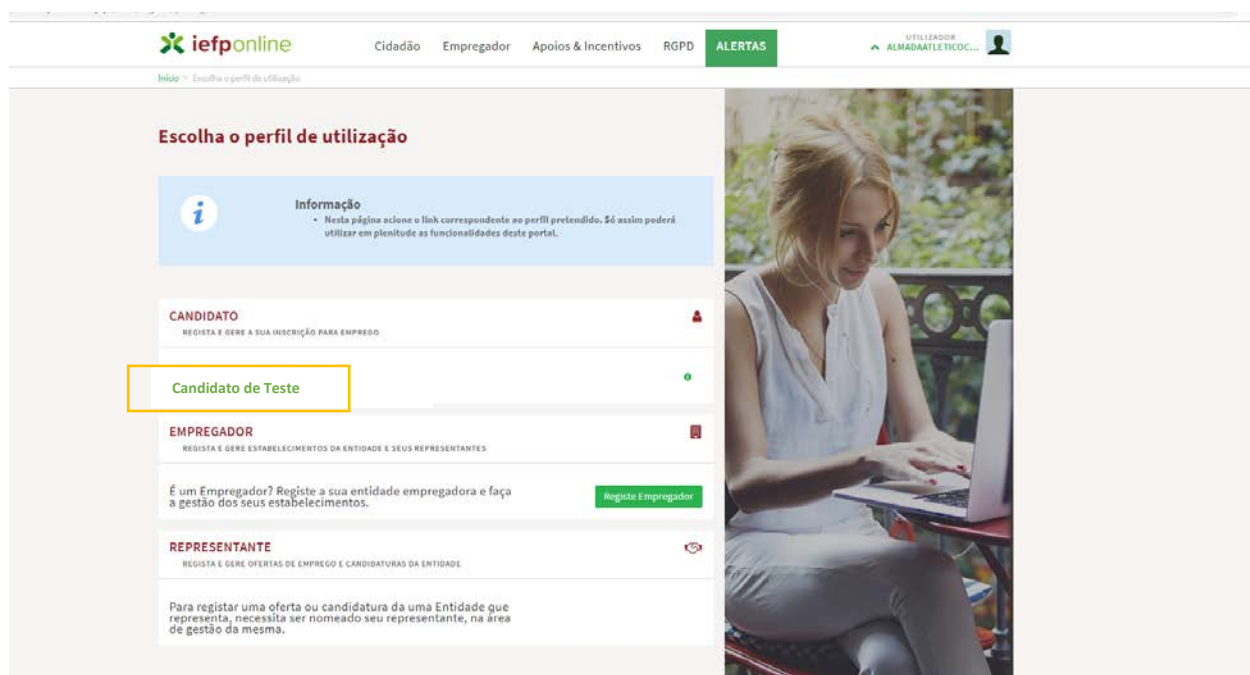 iefponline
Cidadão Empregador Apoios & Incentivos RGPD ALERTAS
UTILIZADOR
ALMADAATLETICOC...
Início > Escolha o perfil de utilização
Escolha o perfil de utilização
i
Informação
• Nesta página acione o link correspondente ao perfil pretendido. Só assim poderá
utilizar em plenitude as funcionalidades deste portal.
CANDIDATO
REGISTA E GERE A SUA INSCRIÇÃO PARA EMPREGO
Candidato de Teste
EMPREGADOR
REGISTA E GERE ESTABELECIMENTOS DA ENTIDADE E SEUS REPRESENTANTES
É um Empregador? Registe a sua entidade empregadora e faça
a gestão dos seus estabelecimentos.
Registe Empregador
REPRESENTANTE
REGISTA E GERE OFERTAS DE EMPREGO E CANDIDATURAS DA ENTIDADE
Para registar uma oferta ou candidatura da uma Entidade que
representa, necessita ser nomeado seu representante, na área
de gestão da mesma.